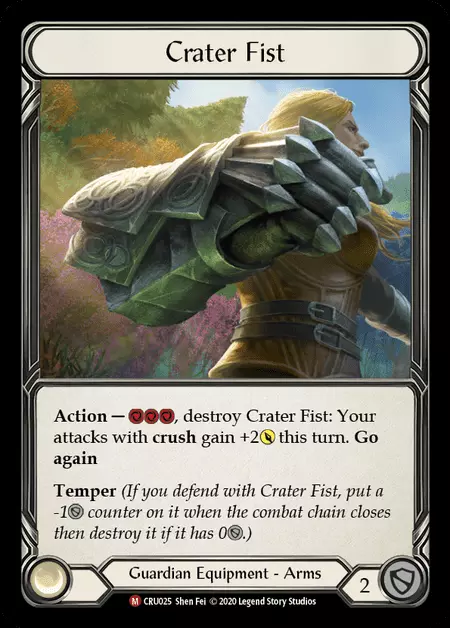 Crater Fist
Action — , destroy Crater Fist: Your
attacks with crush gain +2 this turn. Go
again
Temper (If you defend with Crater Fist, put a
-1 counter on it when the combat chain closes
then destroy it if it has 0.)
Guardian Equipment - Arms
2
M CRU025 Shen Fei © 2020 Legend Story Studios